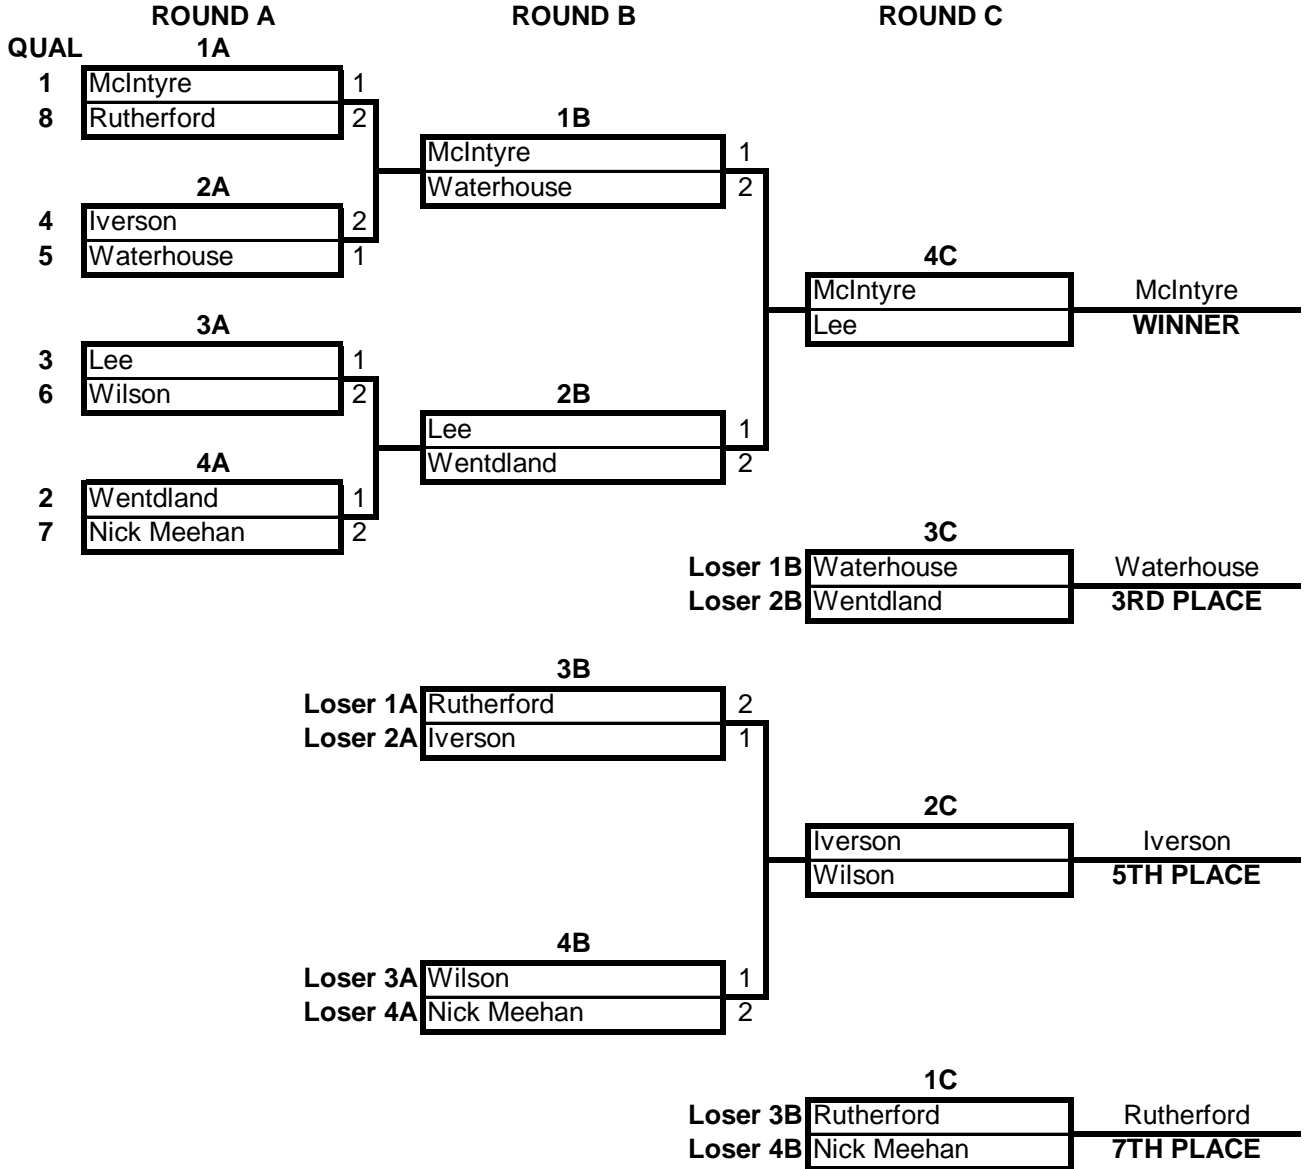 ROUND A ROUND B ROUND C
QUAL 1A
1 McIntyre 1
8 Rutherford 2 1B
McIntyre 1
2A Waterhouse 2
4 Iverson 2
5 Waterhouse 1 4C
McIntyre McIntyre
3A Lee WINNER
3 Lee 1
6 Wilson 2 2B
Lee 1
4A Wentdland 2
2 Wentdland 1
7 Nick Meehan 2 3C
Loser 1B Waterhouse Waterhouse
Loser 2B Wentdland 3RD PLACE
3B
Loser 1A Rutherford 2
Loser 2A Iverson 1
2C
Iverson Iverson
Wilson 5TH PLACE
4B
Loser 3A Wilson 1
Loser 4A Nick Meehan 2
1C
Loser 3B Rutherford Rutherford
Loser 4B Nick Meehan 7TH PLACE